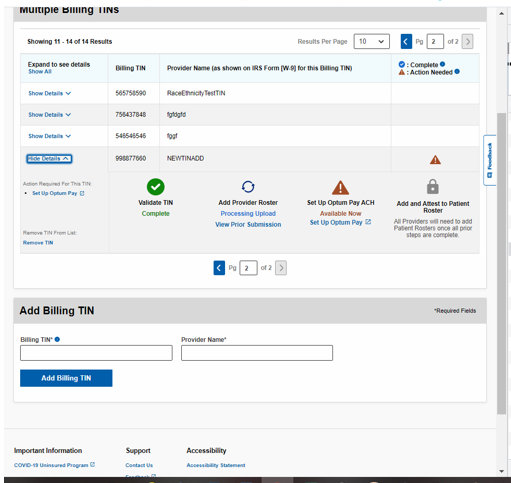 Multiple Billing TINs
Showing 11 - 14 of 14 Results
Results Per Page 10 Pg 2 of 2
Expand to see details
Show All
Billing TIN
Provider Name (as shown on IRS Form [W-9] for this Billing TIN)
: Complete
: Action Needed
Show Details 565758590 RaceEthnicityTestTIN
Show Details 756437848 fgfdgfd
Show Details 546546546 fggf
Hide Details 998877660 NEWTINADD
Action Required For This TIN:
• Set Up Optum Pay
Remove TIN From List:
Remove TIN
Validate TIN
Complete
Add Provider Roster
Processing Upload
View Prior Submission
Set Up Optum Pay ACH
Available Now
Set Up Optum Pay
Add and Attest to Patient
Roster
All Providers will need to add
Patient Rosters once all prior
steps are complete.
Feedback
Pg 2 of 2
Add Billing TIN
*Required Fields
Billing TIN*
Provider Name*
Add Billing TIN
Important Information
COVID-19 Uninsured Program
Support
Contact Us
Feedback
Accessibility
Accessibility Statement